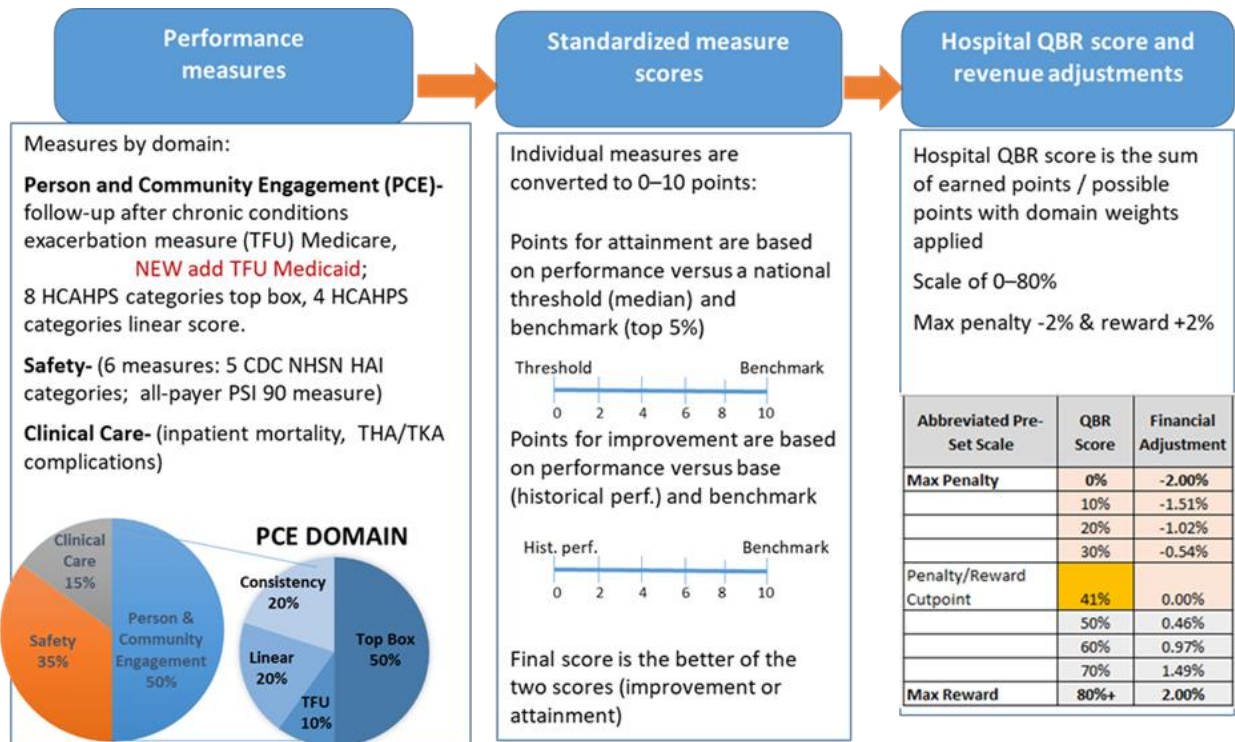 Performance
measures
Standardized measure
scores
Hospital QBR score and
revenue adjustments
Measures by domain:
Person and Community Engagement (PCE)-
follow-up after chronic conditions
exacerbation measure (TFU) Medicare,
NEW add TFU Medicaid;
8 HCAHPS categories top box, 4 HCAHPS
categories linear score.
Safety- (6 measures: 5 CDC NHSN HAI
categories; all-payer PSI 90 measure)
Clinical Care- (inpatient mortality, THA/TKA
complications)
Clinical
Care
15%
Safety
35%
Person &
Community
Engagement
50%
PCE DOMAIN
Consistency
20%
Linear
20%
TFU
10%
Top Box
50%
Individual measures are
converted to 0–10 points:
Points for attainment are based
on performance versus a national
threshold (median) and
benchmark (top 5%)
Threshold Benchmark
0 2 4 6 8 10
Points for improvement are based
on performance versus base
(historical perf.) and benchmark
Hist. perf. Benchmark
0 2 4 6 8 10
Final score is the better of the
two scores (improvement or
attainment)
Hospital QBR score is the sum
of earned points / possible
points with domain weights
applied
Scale of 0–80%
Max penalty -2% & reward +2%
Abbreviated Pre-
Set Scale
QBR
Score
Financial
Adjustment
Max Penalty 0% -2.00%
10% -1.51%
20% -1.02%
30% -0.54%
Penalty/Reward
Cutpoint 41% 0.00%
50% 0.46%
60% 0.97%
70% 1.49%
Max Reward 80%+ 2.00%